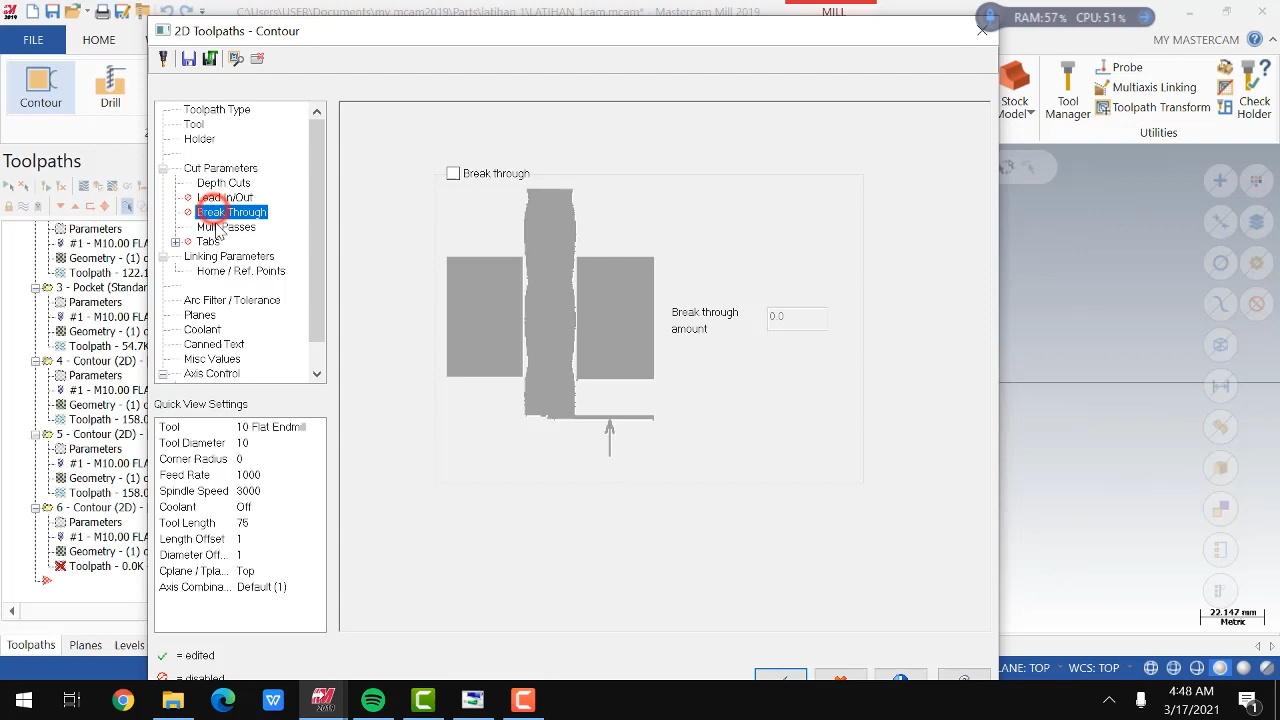 C:\Users\USER\Documents\my mcam2019\Parts\latihan 1\LATIHAN 1cam.mcam* - Mastercam Mill 2019
MILL
RAM:57% CPU:51%
2D Toolpaths - Contour
FILE
HOME
MY MASTERCAM
Contour
Drill
Stock
Model
Tool
Manager
Probe
Multiaxis Linking
Toolpath Transform
Check
Holder
Utilities
Toolpaths
Parameters
#1 - M10.00 FLA
Geometry - (1) c
Toolpath - 122.1
3 - Pocket (Standar
Parameters
#1 - M10.00 FLA
Geometry - (1) c
Toolpath - 54.7K
4 - Contour (2D) -
Parameters
#1 - M10.00 FLA
Geometry - (1) c
Toolpath - 158.0
5 - Contour (2D) -
Parameters
#1 - M10.00 FLA
Geometry - (1) c
Toolpath - 158.0
6 - Contour (2D) -
Parameters
#1 - M10.00 FLA
Geometry - (1) c
Toolpath - 0.0K
Toolpaths Planes Levels
Toolpath Type
Tool
Holder
Cut Parameters
Depth Cuts
Lead In/Out
Break Through
Multi Passes
Tabs
Linking Parameters
Home / Ref. Points
Arc Filter / Tolerance
Planes
Coolant
Canned Text
Misc Values
Axis Control
Quick View Settings
Tool 10 Flat Endmill
Tool Diameter 10
Corner Radius 0
Feed Rate 1000
Spindle Speed 3000
Coolant Off
Tool Length 75
Length Offset 1
Diameter Off... 1
Cplane / Tpla... Top
Axis Combina... Default (1)
= edited
= disabled
Break through
Break through
amount
0.0
22.147 mm
Metric
LANE: TOP WCS: TOP
4:48 AM
3/17/2021